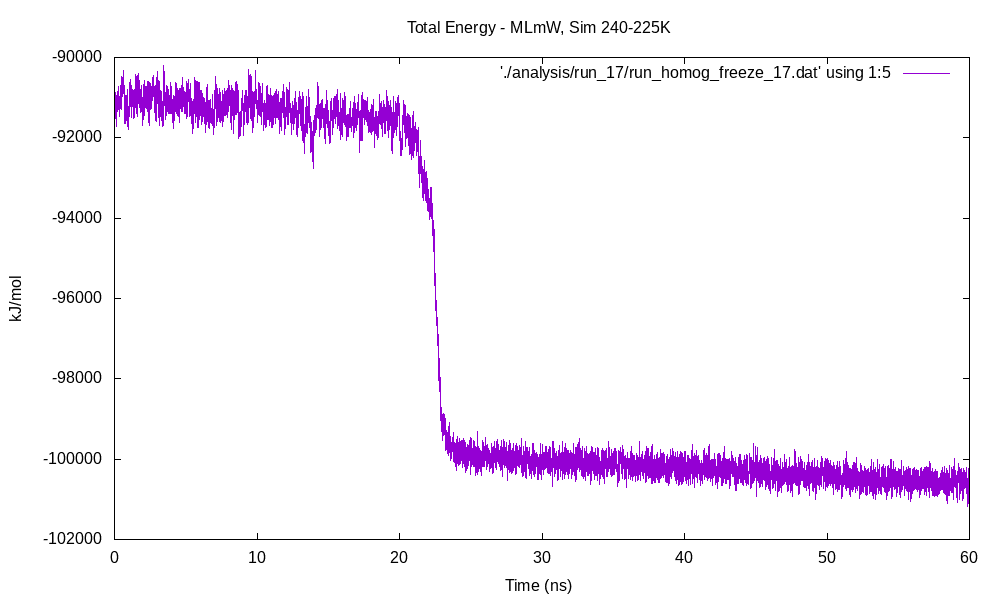 Total Energy - MLmW, Sim 240-225K
'./analysis/run_17/run_homog_freeze_17.dat' using 1:5
-90000
-92000
-94000
-96000
-98000
-100000
-102000
kJ/mol
0 10 20 30 40 50 60
Time (ns)